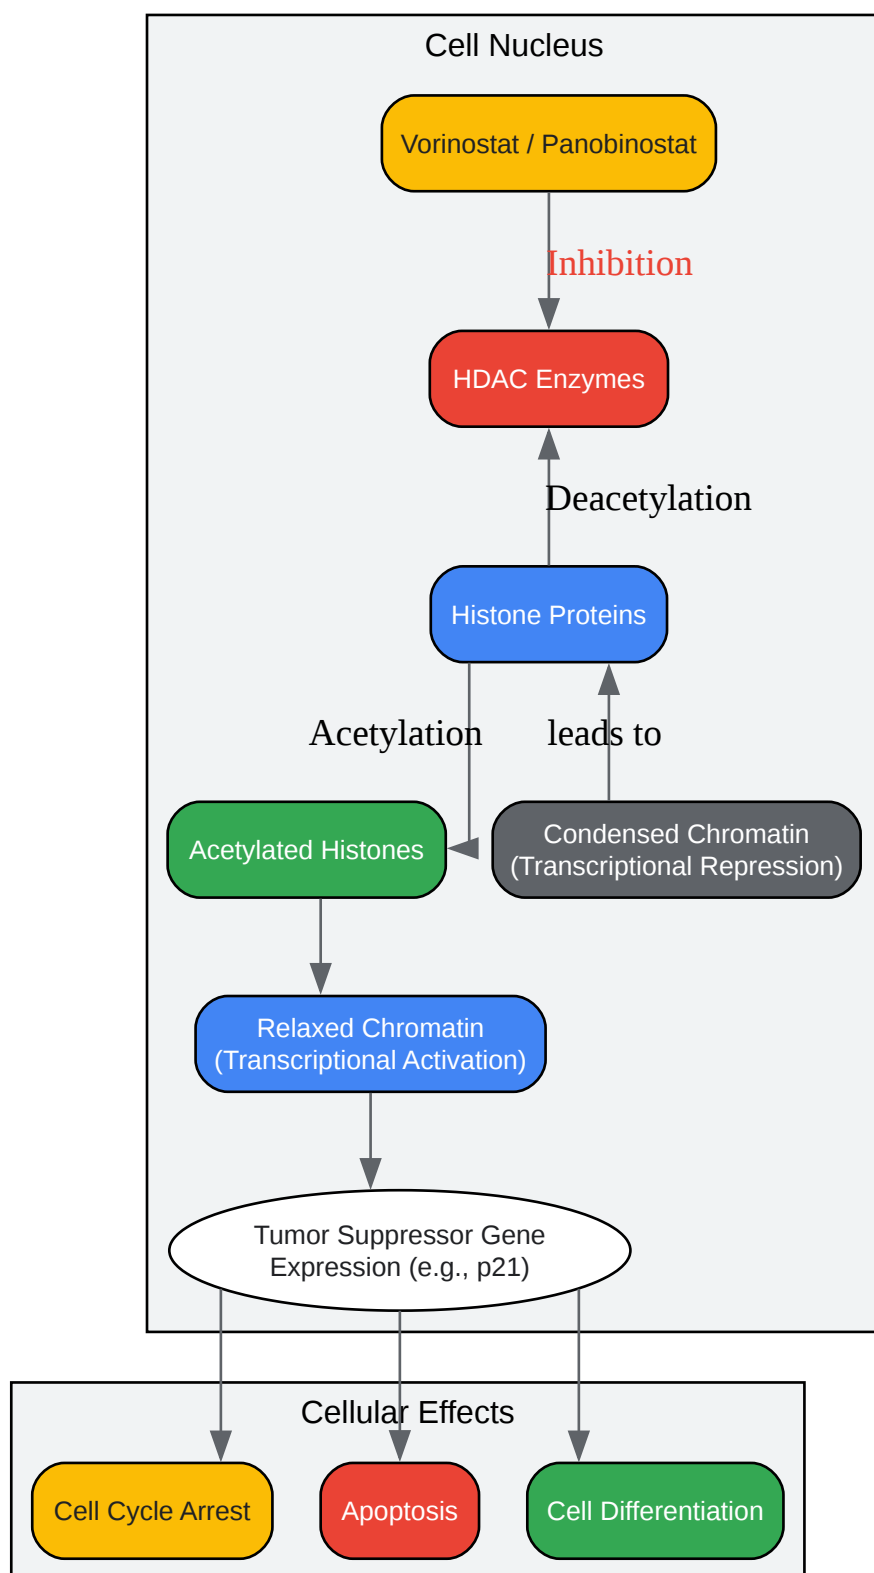 Cell Nucleus
Vorinostat / Panobinostat
Inhibition
HDAC Enzymes
Deacetylation
Histone Proteins
Acetylation
leads to
Acetylated Histones
Condensed Chromatin
(Transcriptional Repression)
Relaxed Chromatin
(Transcriptional Activation)
Tumor Suppressor Gene
Expression (e.g., p21)
Cellular Effects
Cell Cycle Arrest
Apoptosis
Cell Differentiation